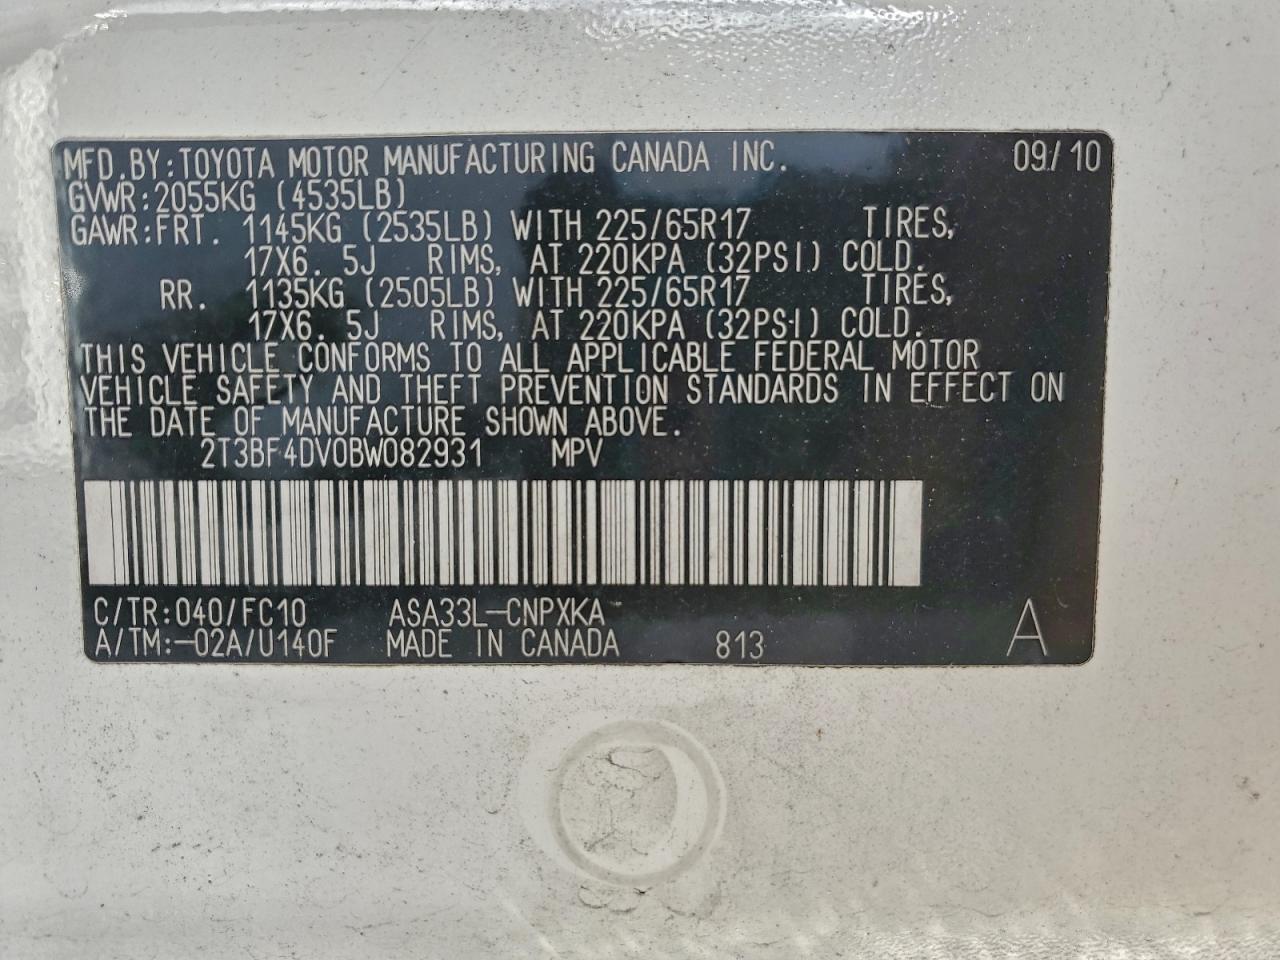 MFD.BY:TOYOTA MOTOR MANUFACTURING CANADA INC. 09/10
GVWR:2055KG (4535LB)
GAWR:FRT. 1145KG (2535LB) WITH 225/65R17 TIRES,
17X6. 5J RIMS, AT 220KPA (32PSI) COLD.
RR. 1135KG (2505LB) WITH 225/65R17 TIRES,
17X6. 5J RIMS, AT 220KPA (32PSI) COLD.
THIS VEHICLE CONFORMS TO ALL APPLICABLE FEDERAL MOTOR
VEHICLE SAFETY AND THEFT PREVENTION STANDARDS IN EFFECT ON
THE DATE OF MANUFACTURE SHOWN ABOVE.
2T3BF4DV0BW082931 MPV
C/TR:040/FC10 ASA33L-CNPXKA
A/TM:-02A/U140F MADE IN CANADA 813 A